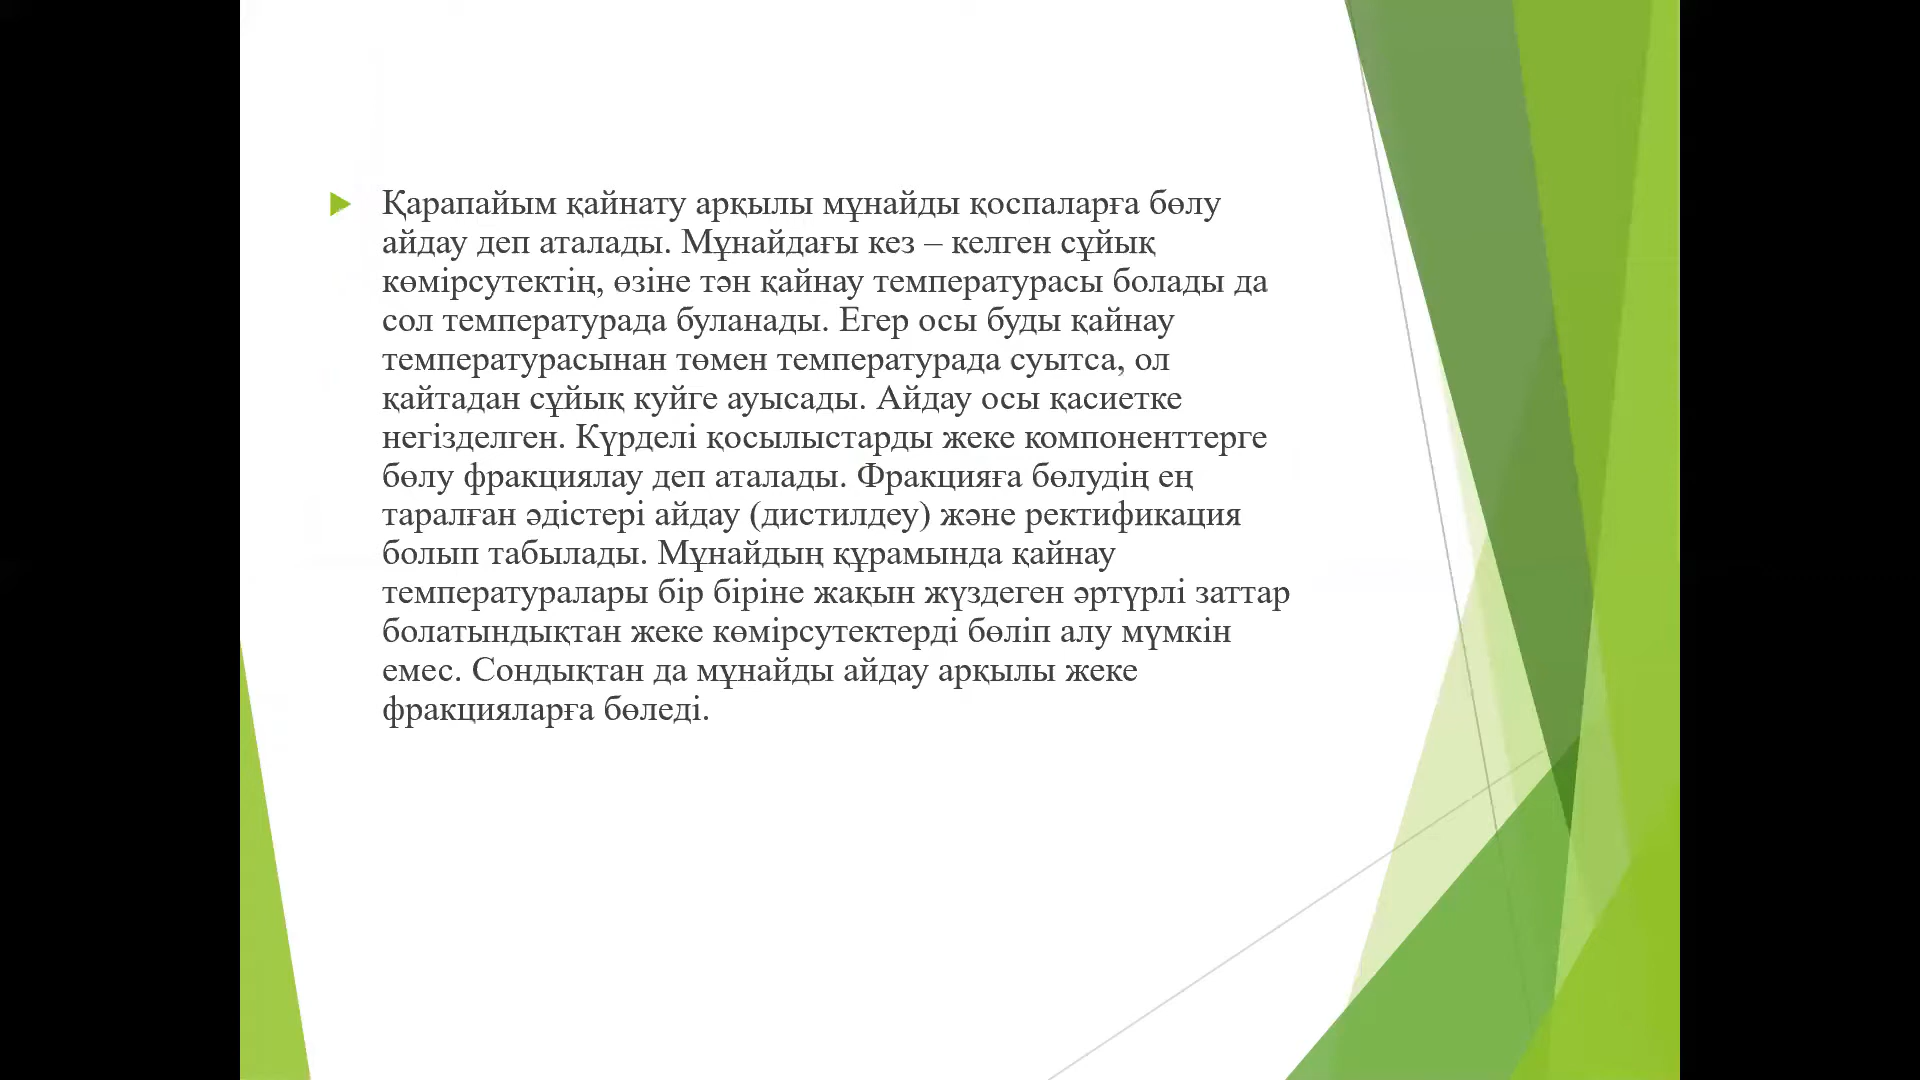 Қарапайым қайнату арқылы мұнайды қоспаларға бөлу
айдау деп аталады. Мұнайдағы кез – келген сұйық
көмірсутектің, өзіне тән қайнау температурасы болады да
сол температурада буланады. Егер осы буды қайнау
температурасынан төмен температурада суытса, ол
қайтадан сұйық куйге ауысады. Айдау осы қасиетке
негізделген. Күрделі қосылыстарды жеке компоненттерге
бөлу фракциялау деп аталады. Фракцияға бөлудің ең
таралған әдістері айдау (дистилдеу) және ректификация
болып табылады. Мұнайдың құрамында қайнау
температуралары бір біріне жақын жүздеген әртүрлі заттар
болатындықтан жеке көмірсутектерді бөліп алу мүмкін
емес. Сондықтан да мұнайды айдау арқылы жеке
фракцияларға бөледі.